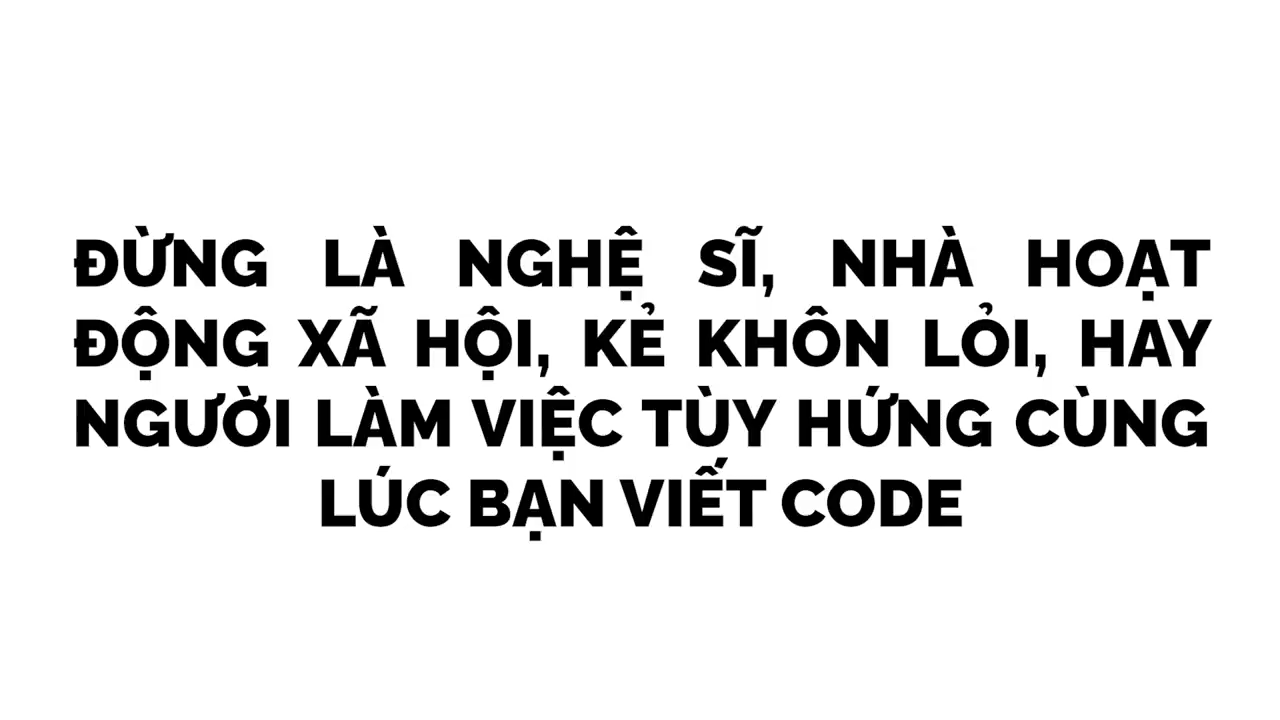 ĐỪNG LÀ NGHỆ SĨ, NHÀ HOẠT
ĐỘNG XÃ HỘI, KẺ KHÔN LỎI, HAY
NGƯỜI LÀM VIỆC TÙY HỨNG CÙNG
LÚC BẠN VIẾT CODE